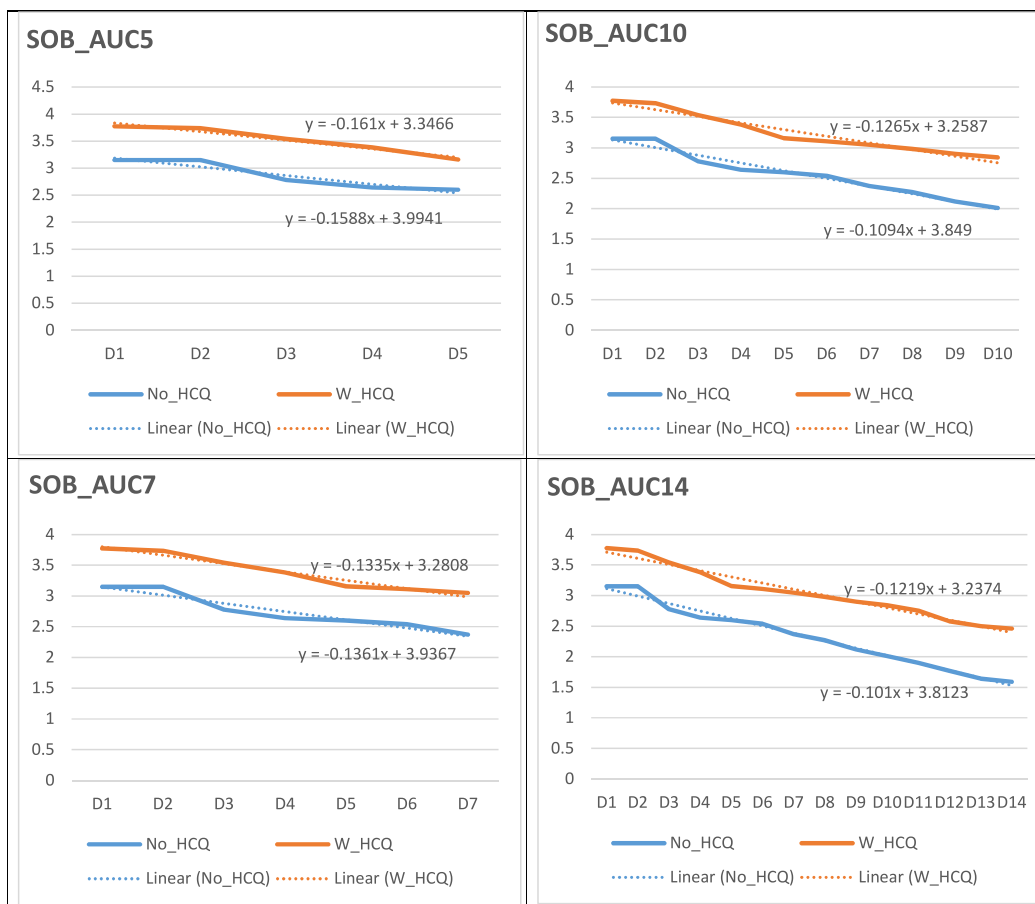 SOB_AUC5
4.5
4
3.5
3
2.5
2
1.5
1
0.5
0
y = -0.161x + 3.3466
y = -0.1588x + 3.9941
D1 D2 D3 D4 D5
No_HCQ W_HCQ
Linear (No_HCQ) Linear (W_HCQ)
SOB_AUC10
4
3.5
3
2.5
2
1.5
1
0.5
0
y = -0.1265x + 3.2587
y = -0.1094x + 3.849
D1 D2 D3 D4 D5 D6 D7 D8 D9 D10
No_HCQ W_HCQ
Linear (No_HCQ) Linear (W_HCQ)
SOB_AUC7
4
3.5
3
2.5
2
1.5
1
0.5
0
y = -0.1335x + 3.2808
y = -0.1361x + 3.9367
D1 D2 D3 D4 D5 D6 D7
No_HCQ W_HCQ
Linear (No_HCQ) Linear (W_HCQ)
SOB_AUC14
4
3.5
3
2.5
2
1.5
1
0.5
0
y = -0.1219x + 3.2374
y = -0.101x + 3.8123
D1 D2 D3 D4 D5 D6 D7 D8 D9 D10 D11 D12 D13 D14
No_HCQ W_HCQ
Linear (No_HCQ) Linear (W_HCQ)